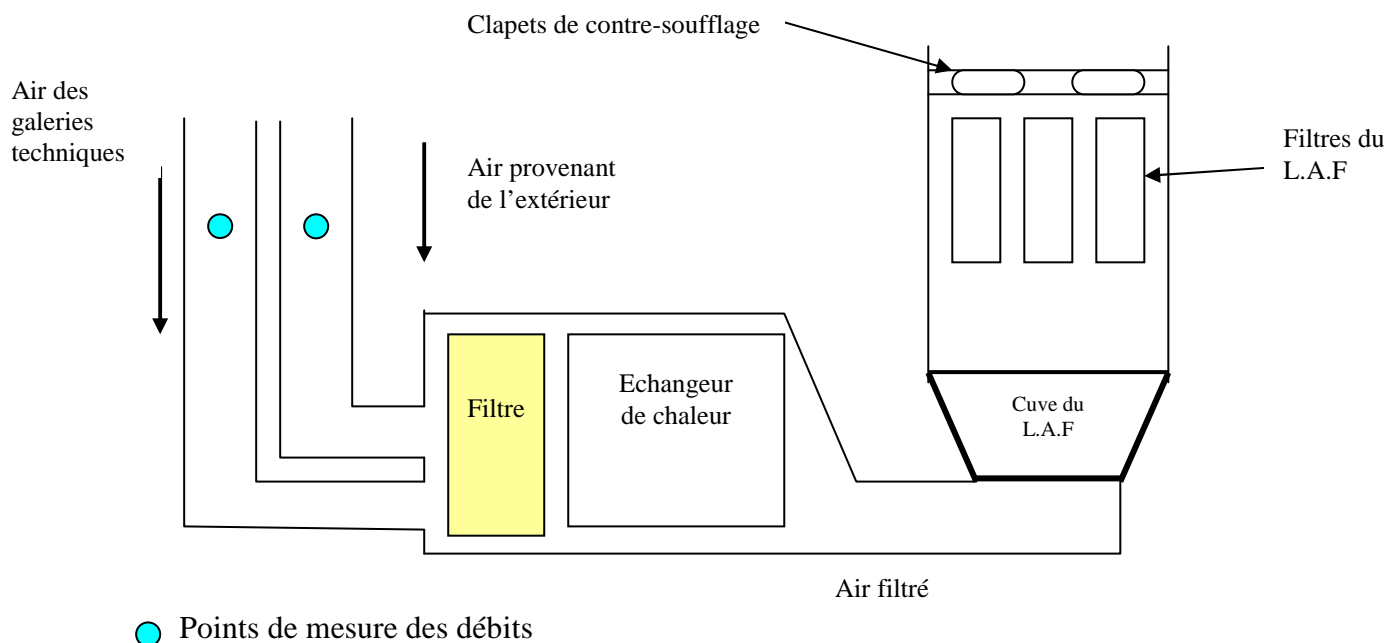 Clapets de contre-soufflage
Air des
galeries
techniques
Air provenant
de l’extérieur
Filtres du
L.A.F
Filtre
Echangeur
de chaleur
Cuve du
L.A.F
Air filtré
Points de mesure des débits